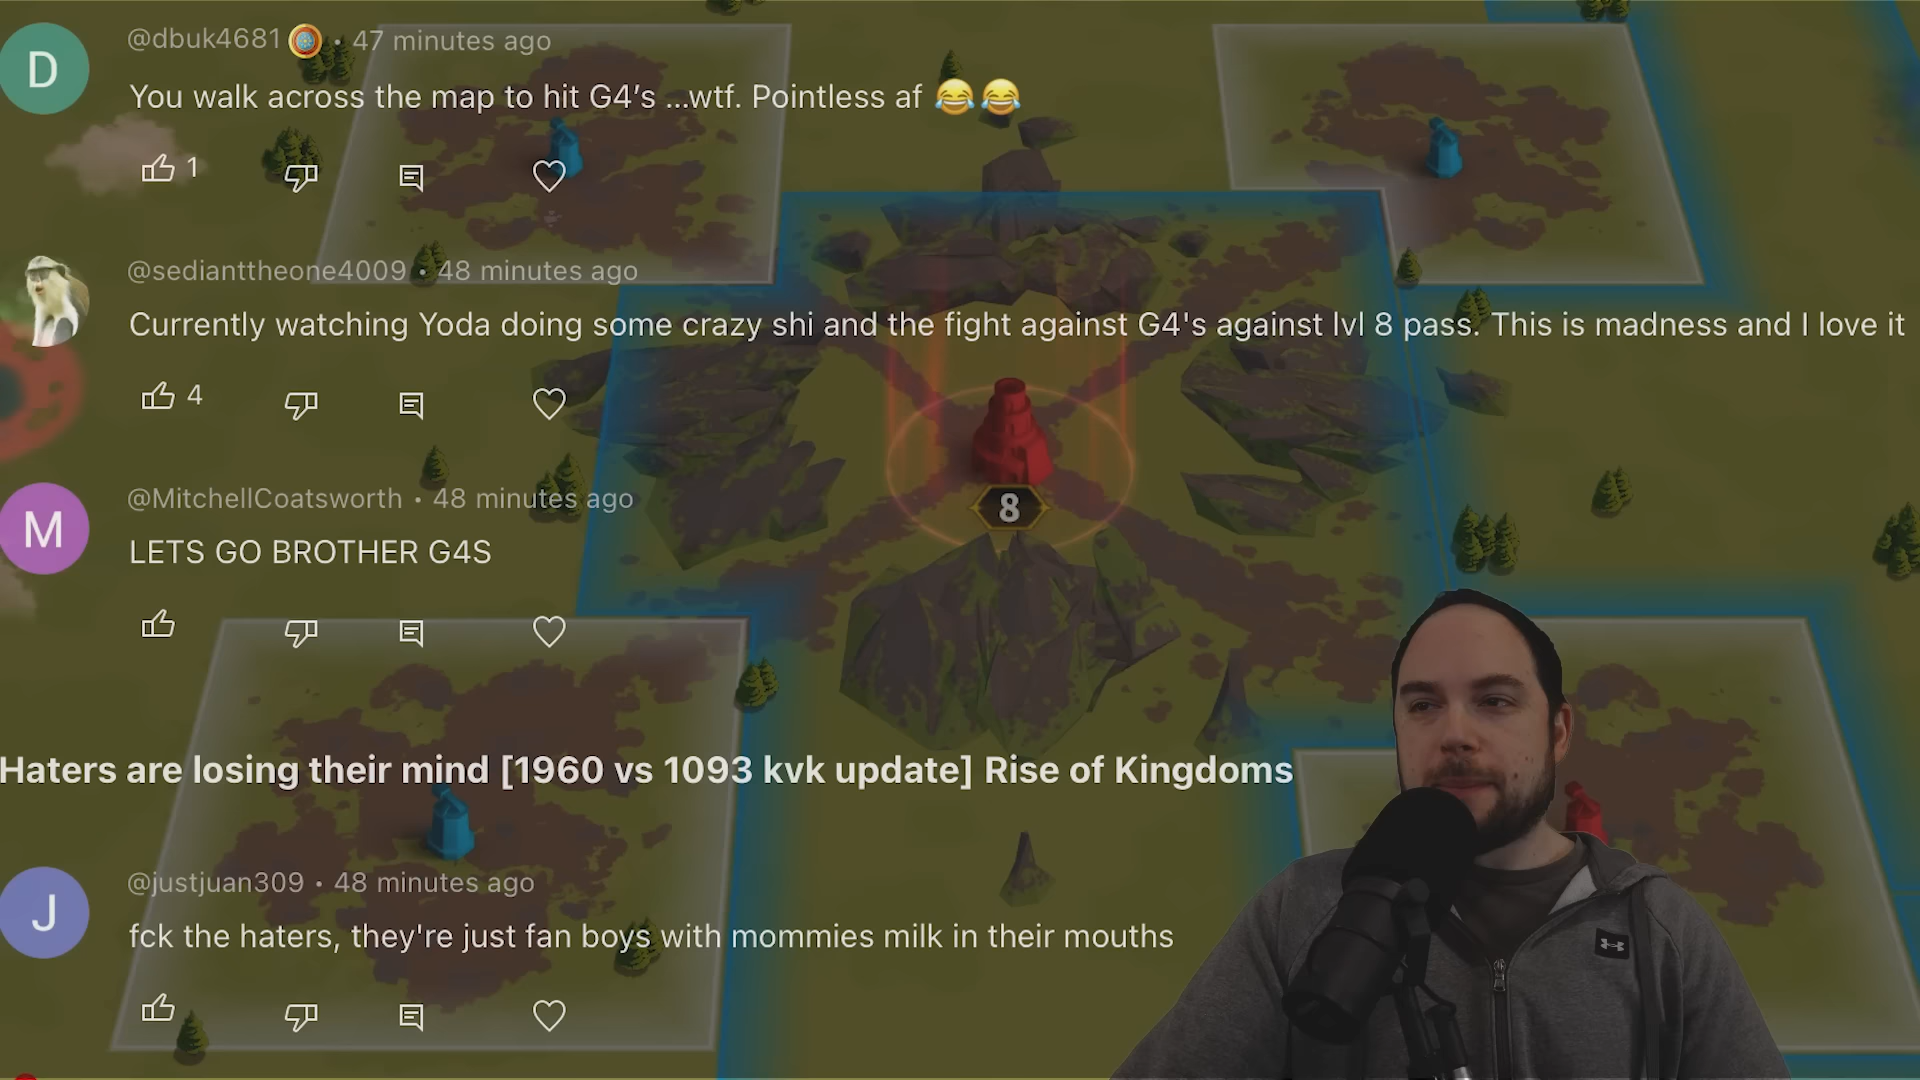 D
@dbuk4681 • 47 minutes ago
You walk across the map to hit G4's ...wtf. Pointless af 😂😂
1
@sedianttheone4009 • 48 minutes ago
Currently watching Yoda doing some crazy shi and the fight against G4's against lvl 8 pass. This is madness and I love it
4
8
M
@MitchellCoatsworth • 48 minutes ago
LETS GO BROTHER G4S
Haters are losing their mind [1960 vs 1093 kvk update] Rise of Kingdoms
J
@justjuan309 • 48 minutes ago
fck the haters, they're just fan boys with mommies milk in their mouths